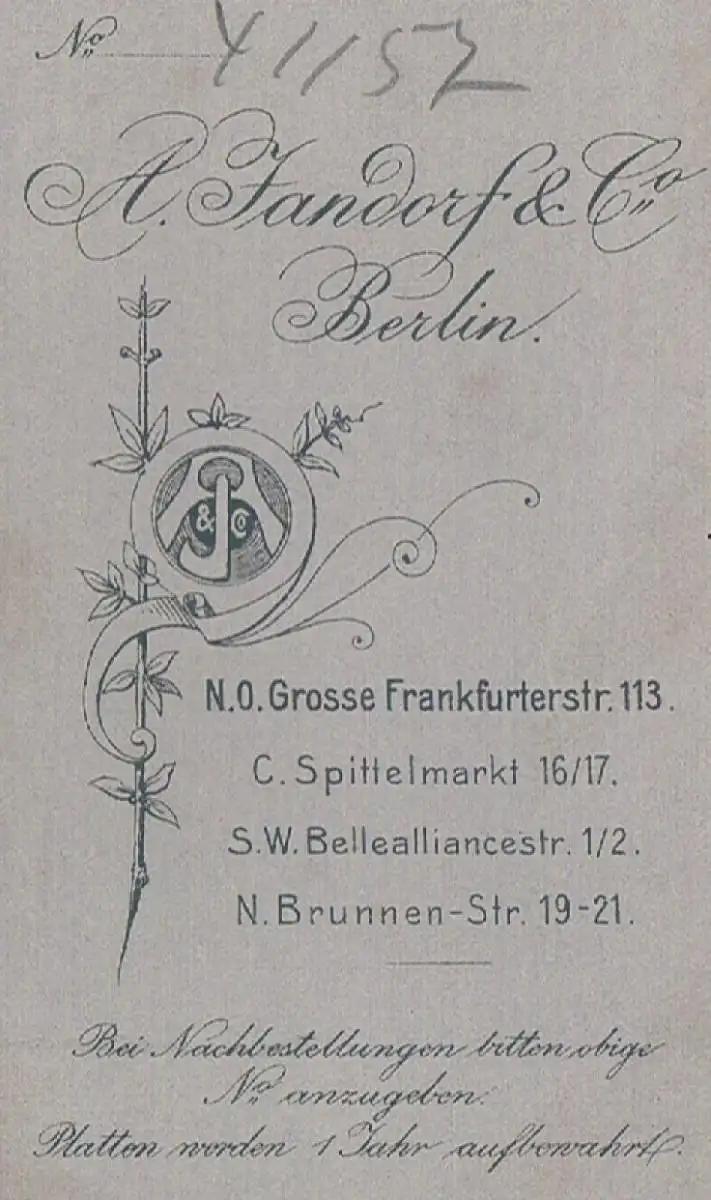 No 41152
A. Jandorf & Co
Berlin.
A J & Co
N.O. Grosse Frankfurterstr. 113.
C. Spittelmarkt 16/17.
S.W. Bellealliancestr. 1/2.
N. Brunnen-Str. 19-21.
Bei Nachbestellungen bitten obige
No anzugeben.
Platten werden 1 Jahr aufbewahrt.